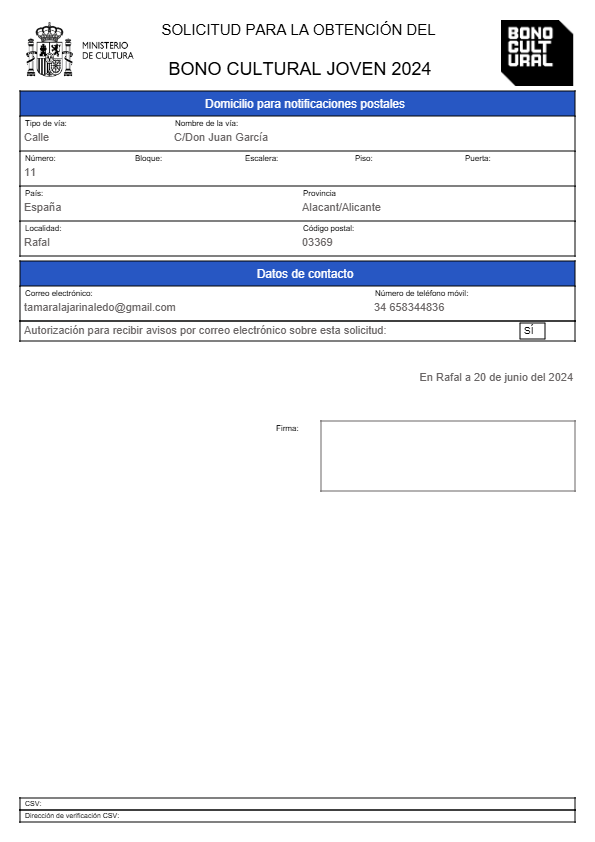 SOLICITUD PARA LA OBTENCIÓN DEL
MINISTERIO
DE CULTURA
BONO CULTURAL JOVEN 2024
BONO
CULT
URAL
Domicilio para notificaciones postales
Tipo de vía: Nombre de la vía:
Calle C/Don Juan García
Número: Bloque: Escalera: Piso: Puerta:
11
País: Provincia
España Alacant/Alicante
Localidad: Código postal:
Rafal 03369
Datos de contacto
Correo electrónico: Número de teléfono móvil:
tamaralajarinaledo@gmail.com 34 658344836
Autorización para recibir avisos por correo electrónico sobre esta solicitud: SÍ
En Rafal a 20 de junio del 2024
Firma:
CSV:
Dirección de verificación CSV: